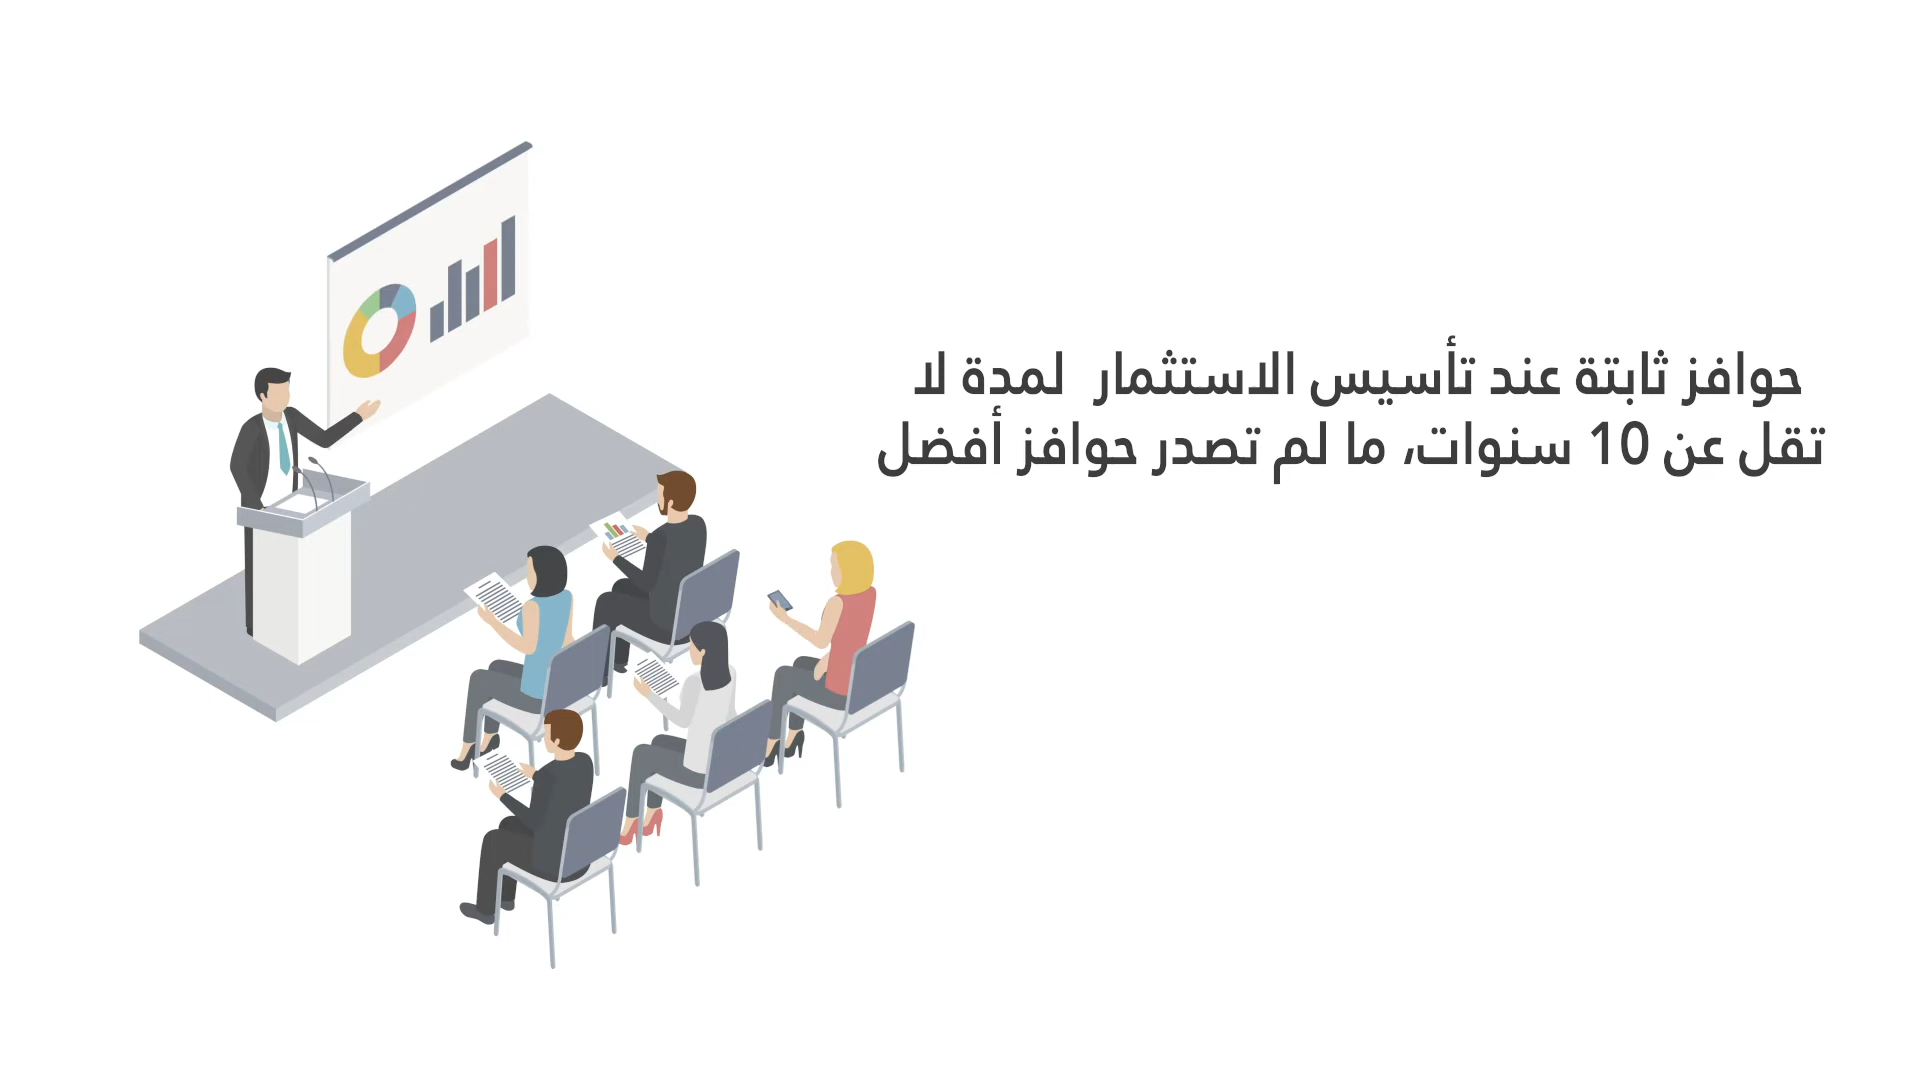 حوافز ثابتة عند تأسيس الاستثمار لمدة لا
تقل عن 10 سنوات، ما لم تصدر حوافز أفضل